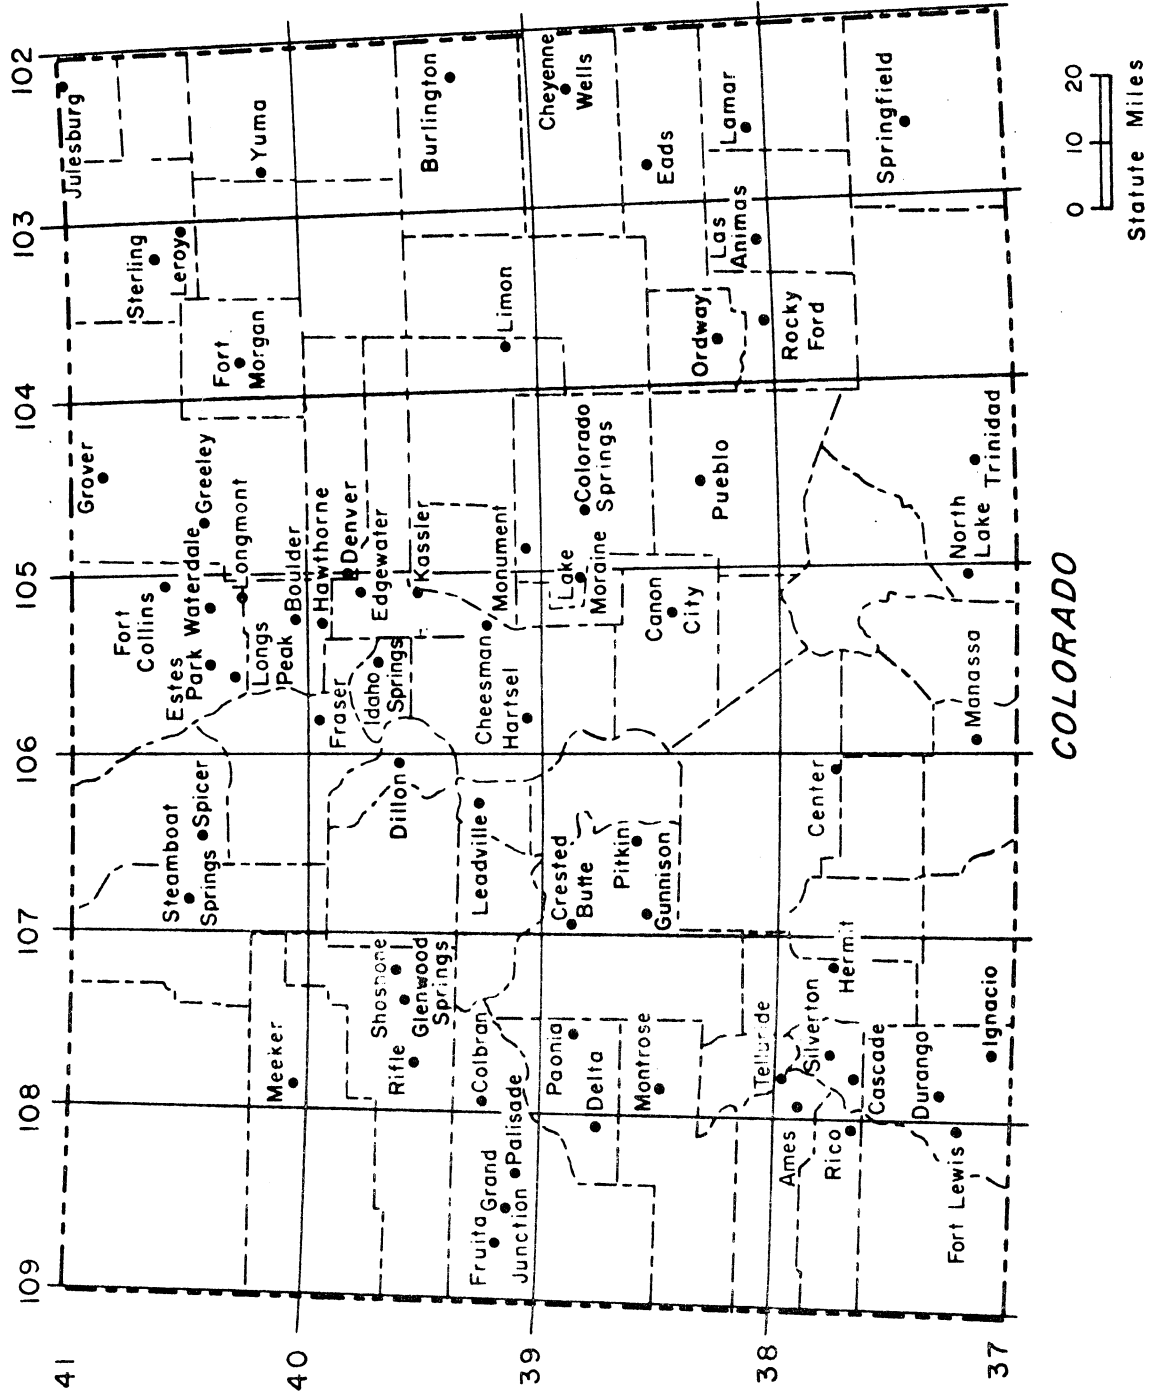 41
40
39
38
37
109
108
107
106
105
104
103
102
Julesburg
Sterling
Leroy
Yuma
Fort
Morgan
Grover
Greeley
Fort
Collins
Waterdale
Longmont
Estes
Park
Longs
Peak
Boulder
Hawthorne
Denver
Edgewater
Kassler
Fraser
Idaho
Springs
Steamboat
Springs
Spicer
Dillon
Leadville
Meeker
Shoshone
Glenwood
Springs
Rifle
Colbran
Palisade
Grand
Junction
Fruita
Burlington
Limon
Cheyenne
Wells
Monument
Cheesman
Hartsel
Lake
Moraine
Colorado
Springs
Canon
City
Pueblo
Ordway
Rocky
Ford
Las
Animas
Eads
Lamar
Springfield
Crested
Butte
Pitkin
Gunnison
Paonia
Delta
Montrose
Telluride
Silverton
Hermit
Center
Ames
Rico
Cascade
Durango
Fort Lewis
Ignacio
Manassa
North
Lake
Trinidad
COLORADO
0 10 20
Statute Miles